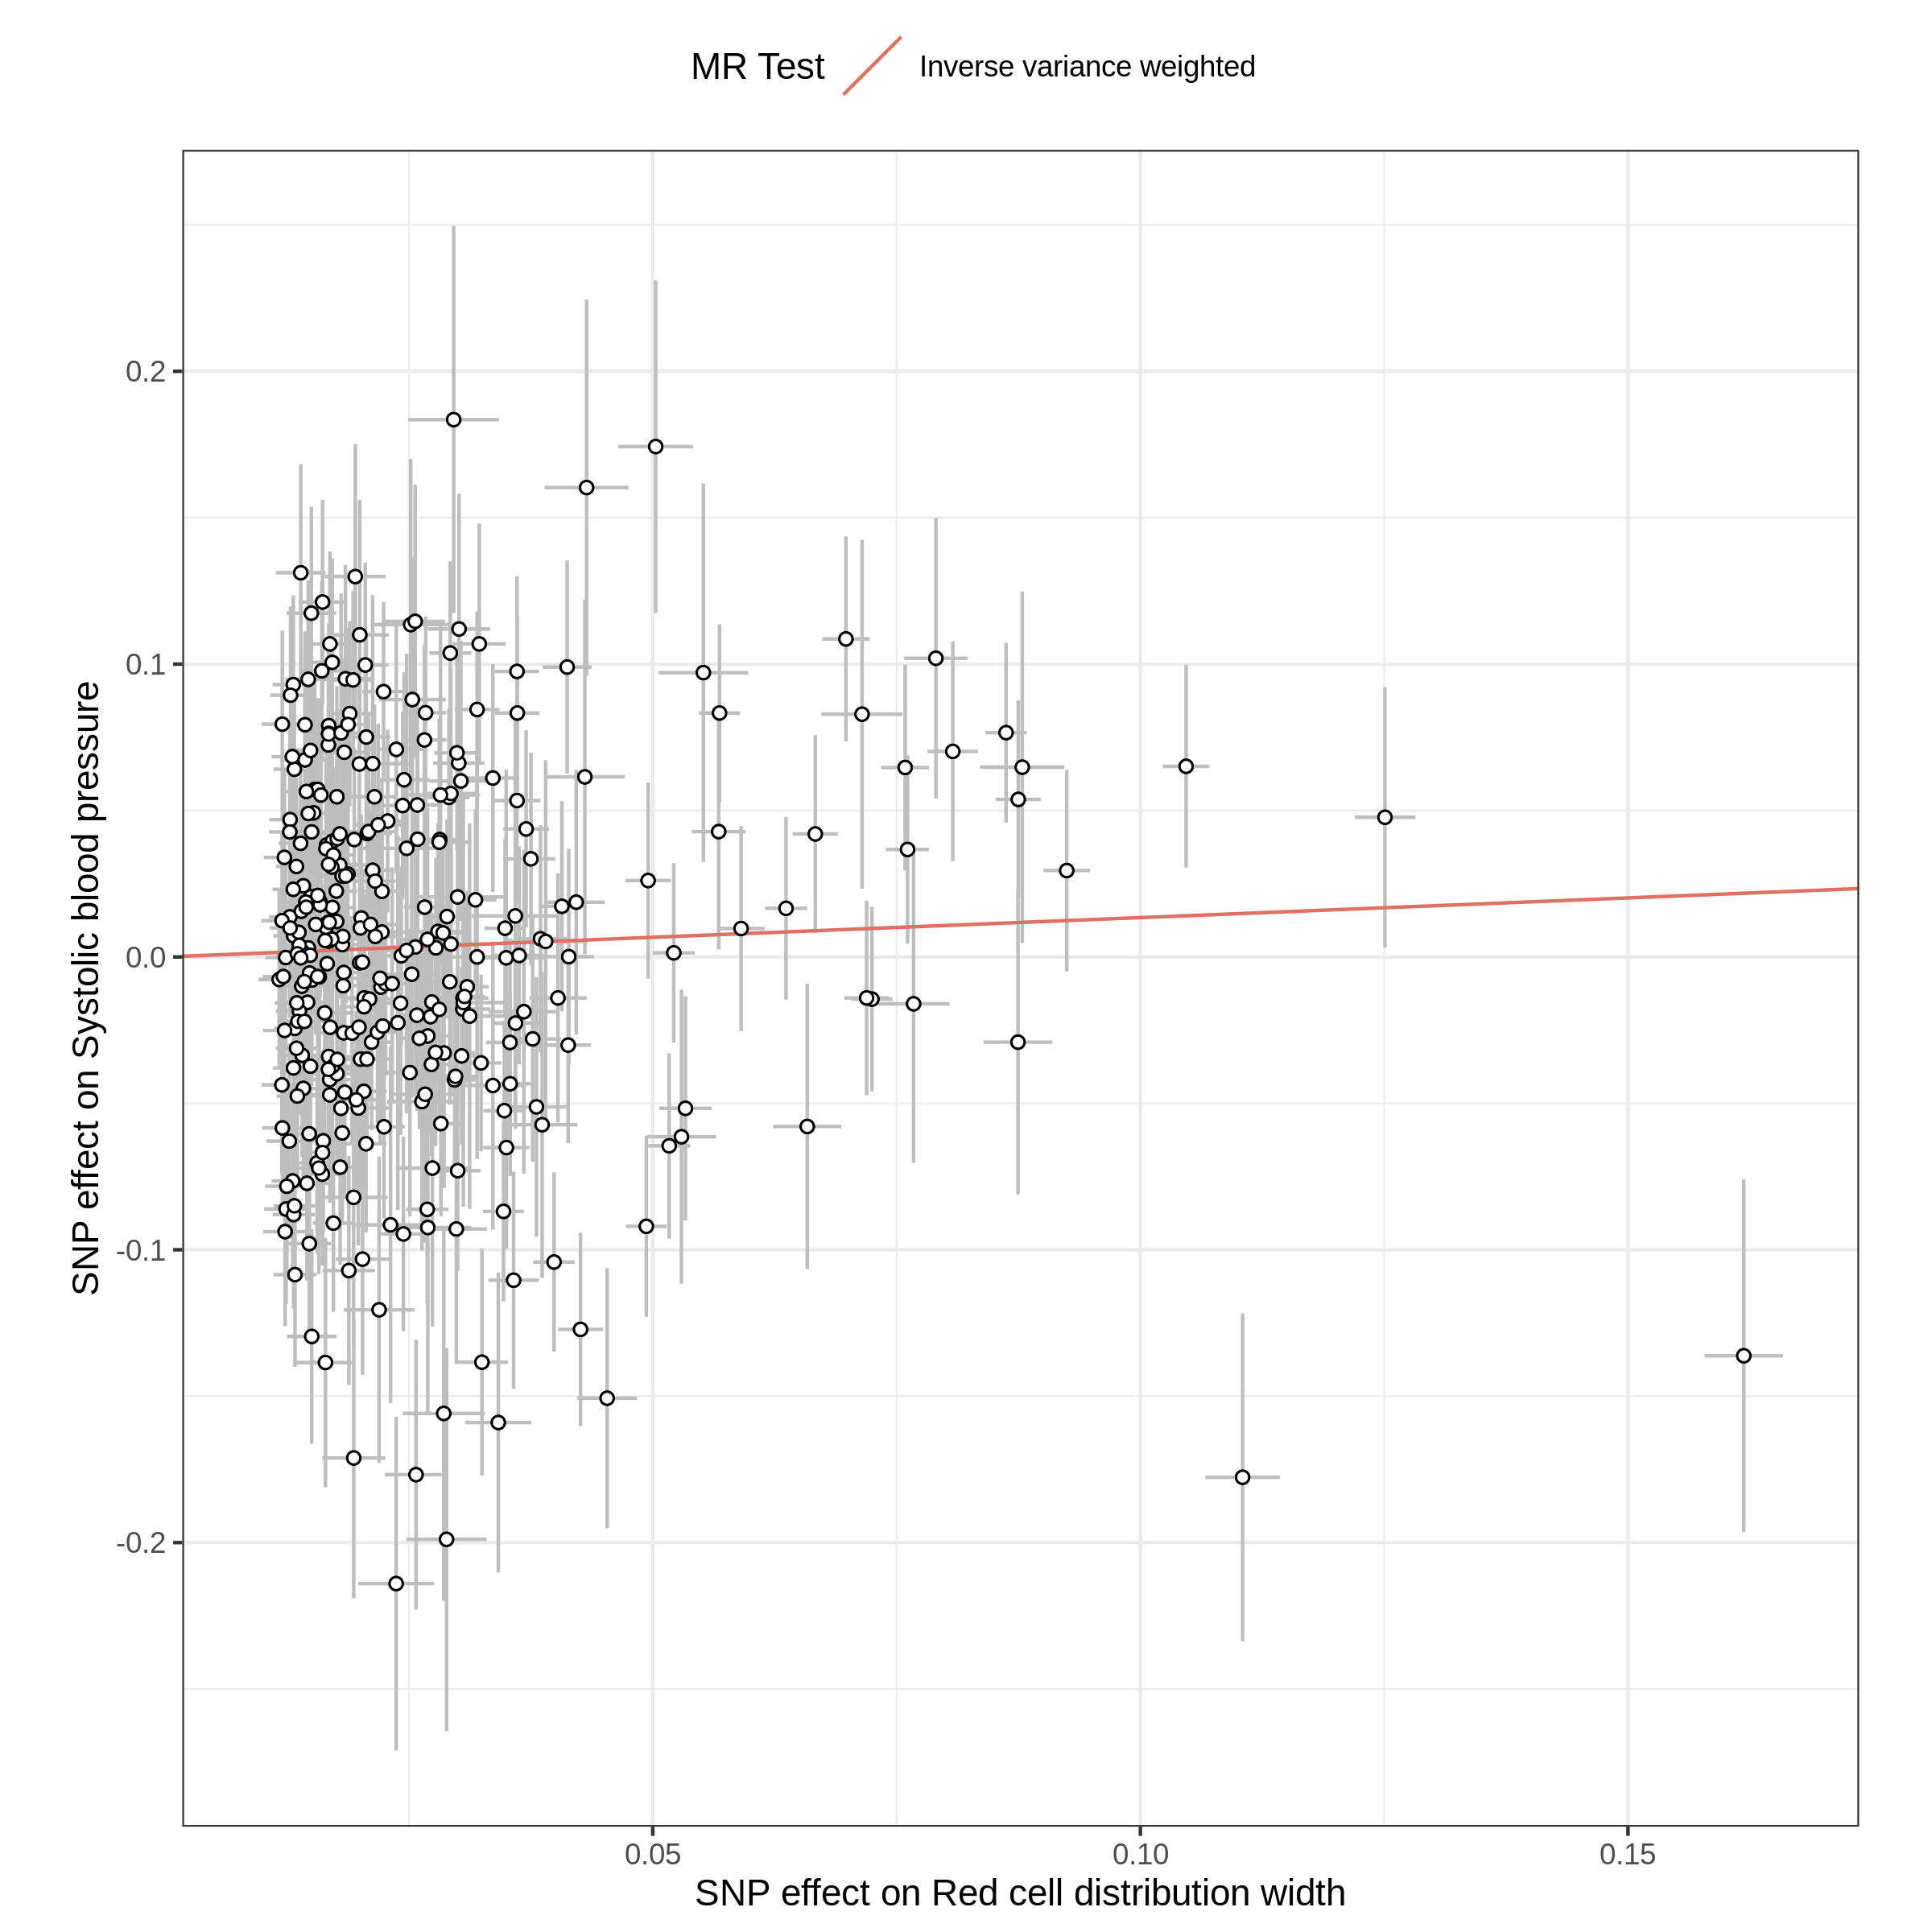 MR Test Inverse variance weighted
0.2
0.1
0.0
-0.1
-0.2
SNP effect on Systolic blood pressure
0.05 0.10 0.15
SNP effect on Red cell distribution width